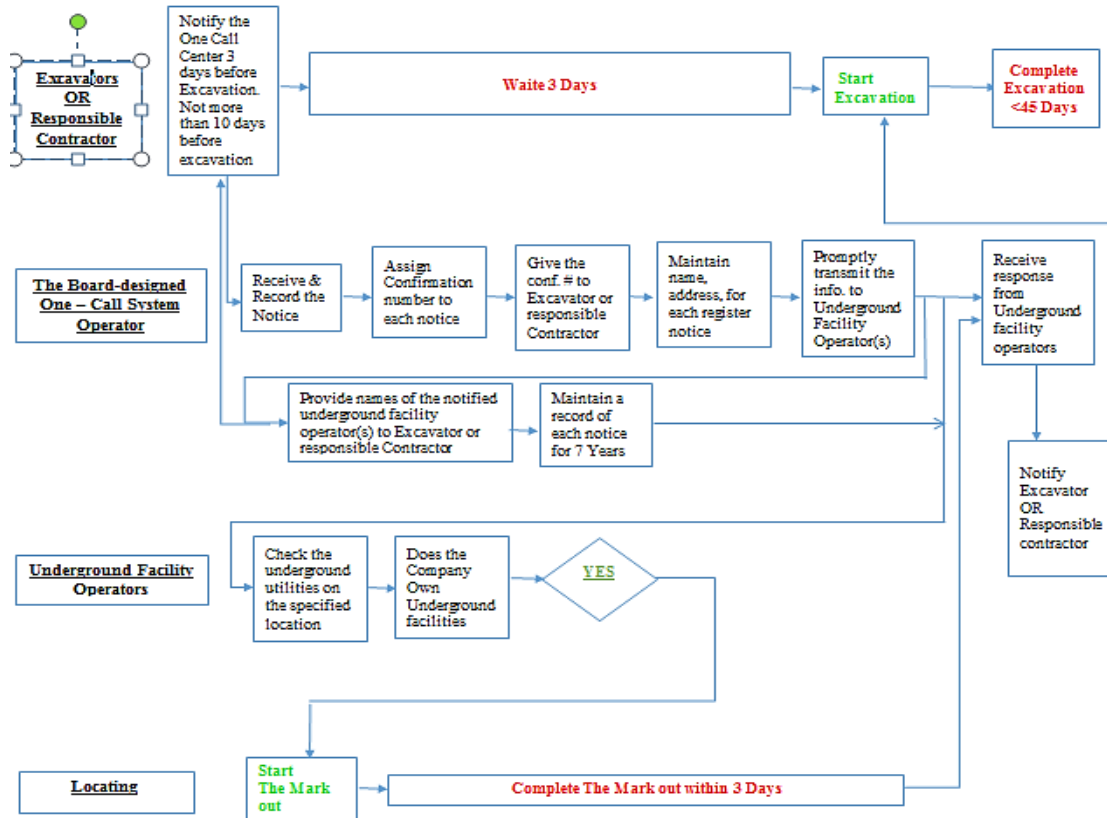 Excavators
OR
Responsible
Contractor
Notify the
One Call
Center 3
days before
Excavation.
Not more
than 10 days
before
excavation
Waite 3 Days
Start
Excavation
Complete
Excavation
<45 Days
The Board-designed
One – Call System
Operator
Receive &
Record the
Notice
Assign
Confirmation
number to
each notice
Give the
conf. # to
Excavator or
responsible
Contractor
Maintain
name,
address, for
each register
notice
Promptly
transmit the
info. to
Underground
Facility
Operator(s)
Receive
response
from
Underground
facility
operators
Provide names of the notified
underground facility
operator(s) to Excavator or
responsible Contractor
Maintain a
record of
each notice
for 7 Years
Notify
Excavator
OR
Responsible
contractor
Underground Facility
Operators
Check the
underground
utilities on
the specified
location
Does the
Company
Own
Underground
facilities
YES
Locating
Start
The Mark
out
Complete The Mark out within 3 Days